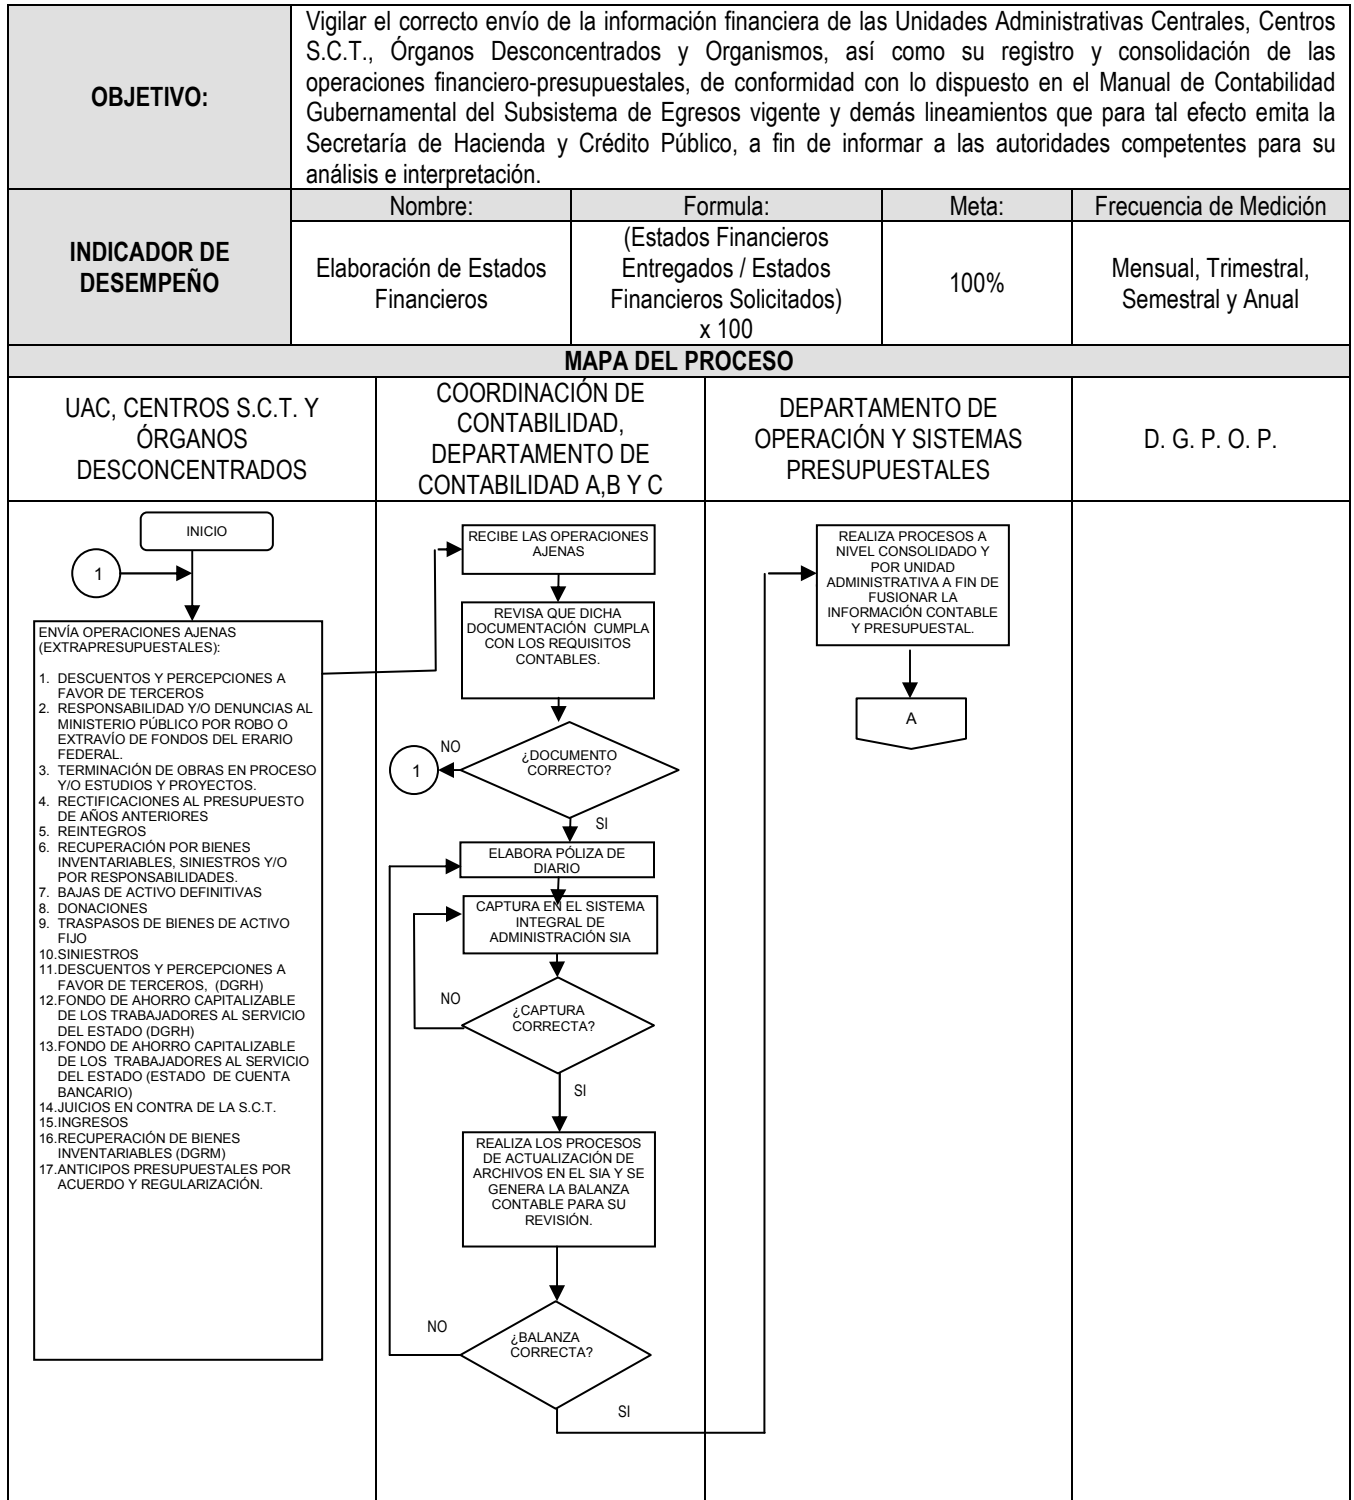 OBJETIVO:
Vigilar el correcto envío de la información financiera de las Unidades Administrativas Centrales, Centros
S.C.T., Órganos Desconcentrados y Organismos, así como su registro y consolidación de las
operaciones financiero-presupuestales, de conformidad con lo dispuesto en el Manual de Contabilidad
Gubernamental del Subsistema de Egresos vigente y demás lineamientos que para tal efecto emita la
Secretaría de Hacienda y Crédito Público, a fin de informar a las autoridades competentes para su
análisis e interpretación.
INDICADOR DE
DESEMPEÑO
Nombre:
Formula:
Meta:
Frecuencia de Medición
Elaboración de Estados
Financieros
(Estados Financieros
Entregados / Estados
Financieros Solicitados)
x 100
100%
Mensual, Trimestral,
Semestral y Anual
MAPA DEL PROCESO
UAC, CENTROS S.C.T. Y
ÓRGANOS
DESCONCENTRADOS
COORDINACIÓN DE
CONTABILIDAD,
DEPARTAMENTO DE
CONTABILIDAD A,B Y C
DEPARTAMENTO DE
OPERACIÓN Y SISTEMAS
PRESUPUESTALES
D. G. P. O. P.
INICIO
1
ENVÍA OPERACIONES AJENAS
(EXTRAPRESUPUESTALES):
1. DESCUENTOS Y PERCEPCIONES A
FAVOR DE TERCEROS
2. RESPONSABILIDAD Y/O DENUNCIAS AL
MINISTERIO PÚBLICO POR ROBO O
EXTRAVÍO DE FONDOS DEL ERARIO
FEDERAL.
3. TERMINACIÓN DE OBRAS EN PROCESO
Y/O ESTUDIOS Y PROYECTOS.
4. RECTIFICACIONES AL PRESUPUESTO
DE AÑOS ANTERIORES
5. REINTEGROS
6. RECUPERACIÓN POR BIENES
INVENTARIABLES, SINIESTROS Y/O
POR RESPONSABILIDADES.
7. BAJAS DE ACTIVO DEFINITIVAS
8. DONACIONES
9. TRASPASOS DE BIENES DE ACTIVO
FIJO
10.SINIESTROS
11.DESCUENTOS Y PERCEPCIONES A
FAVOR DE TERCEROS, (DGRH)
12.FONDO DE AHORRO CAPITALIZABLE
DE LOS TRABAJADORES AL SERVICIO
DEL ESTADO (DGRH)
13.FONDO DE AHORRO CAPITALIZABLE
DE LOS TRABAJADORES AL SERVICIO
DEL ESTADO (ESTADO DE CUENTA
BANCARIO)
14.JUICIOS EN CONTRA DE LA S.C.T.
15.INGRESOS
16.RECUPERACIÓN DE BIENES
INVENTARIABLES (DGRM)
17.ANTICIPOS PRESUPUESTALES POR
ACUERDO Y REGULARIZACIÓN.
RECIBE LAS OPERACIONES
AJENAS
REVISA QUE DICHA
DOCUMENTACIÓN CUMPLA
CON LOS REQUISITOS
CONTABLES.
NO
1
¿DOCUMENTO
CORRECTO?
SI
ELABORA PÓLIZA DE
DIARIO
CAPTURA EN EL SISTEMA
INTEGRAL DE
ADMINISTRACIÓN SIA
NO
¿CAPTURA
CORRECTA?
SI
REALIZA LOS PROCESOS
DE ACTUALIZACIÓN DE
ARCHIVOS EN EL SIA Y SE
GENERA LA BALANZA
CONTABLE PARA SU
REVISIÓN.
NO
¿BALANZA
CORRECTA?
SI
REALIZA PROCESOS A
NIVEL CONSOLIDADO Y
POR UNIDAD
ADMINISTRATIVA A FIN DE
FUSIONAR LA
INFORMACIÓN CONTABLE
Y PRESUPUESTAL.
A